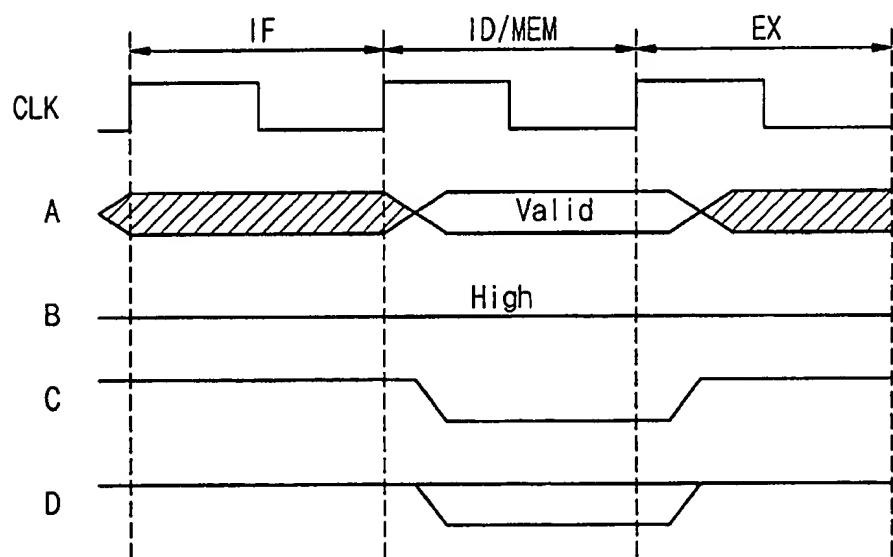 IF ID/MEM EX
CLK
A Valid
B High
C
D